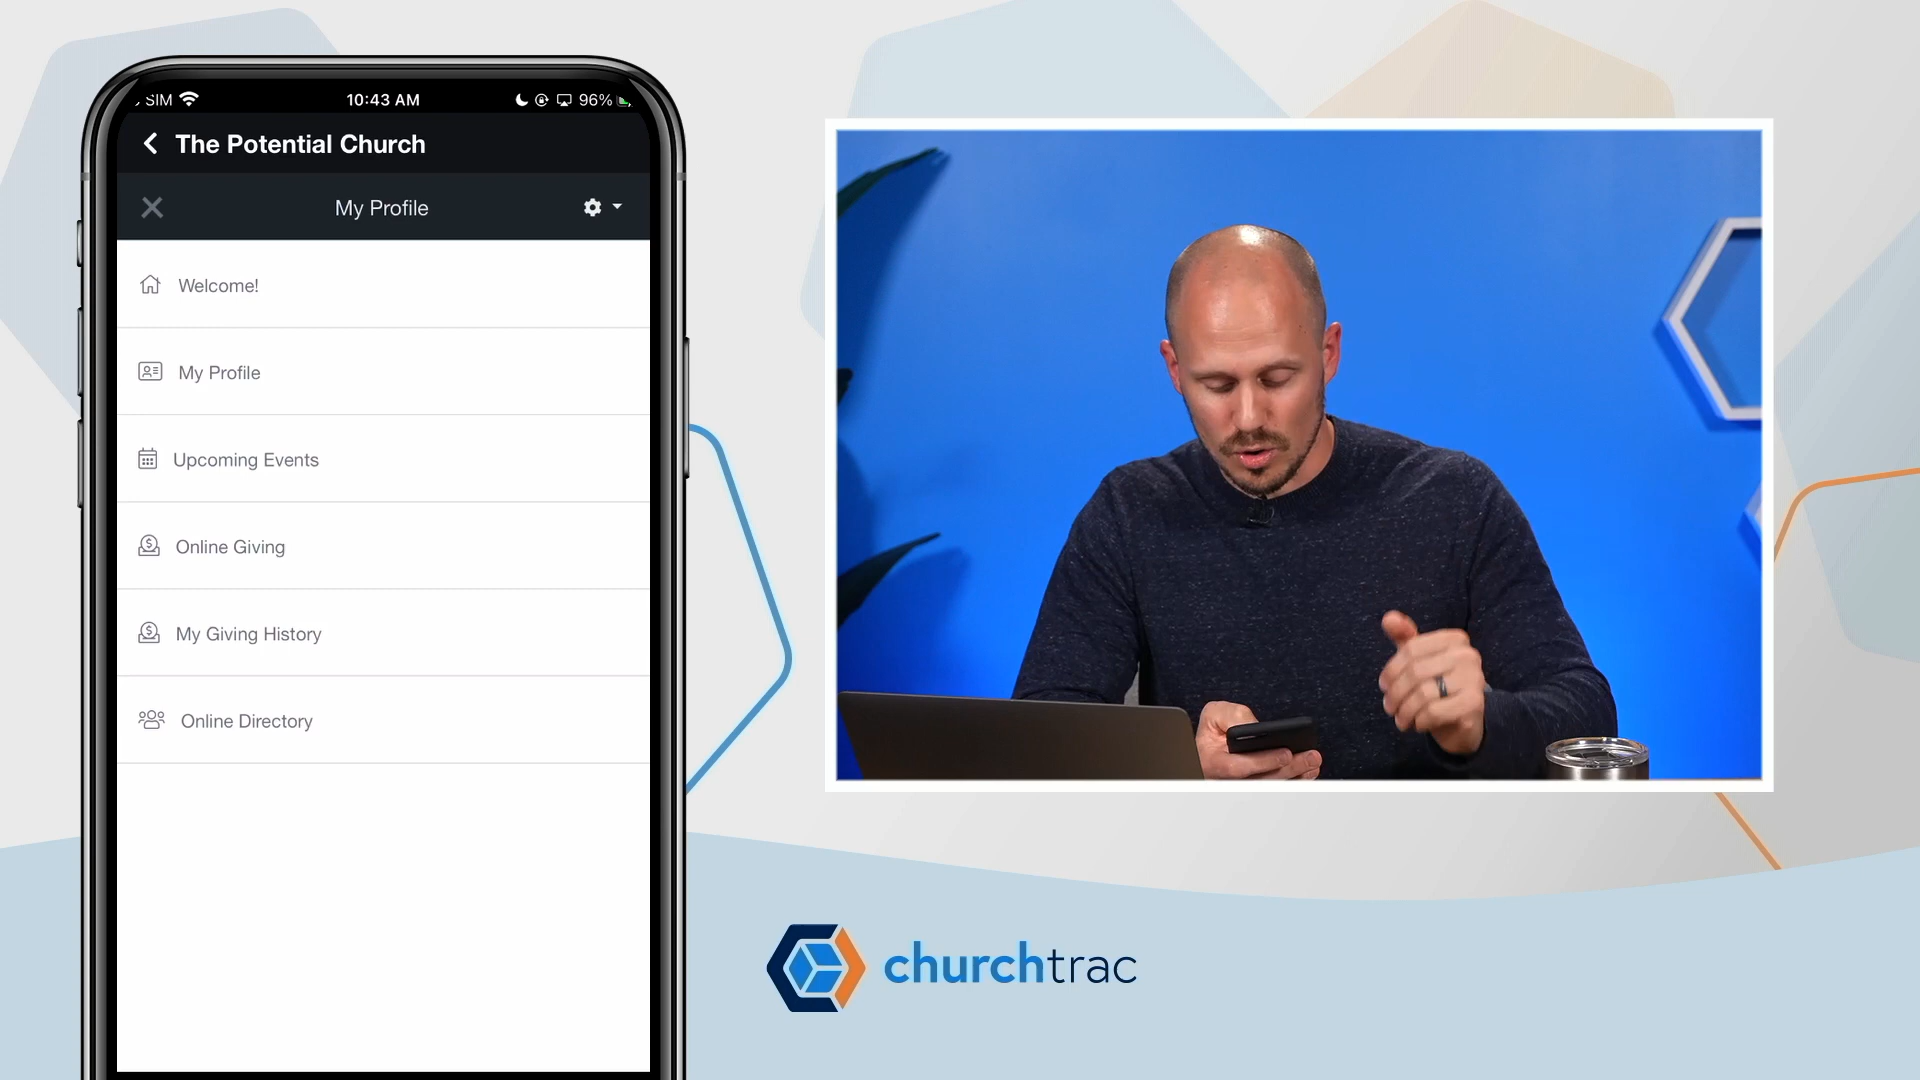 SIM 10:43 AM 96%
The Potential Church
My Profile
Welcome!
My Profile
Upcoming Events
Online Giving
My Giving History
Online Directory
churchtrac